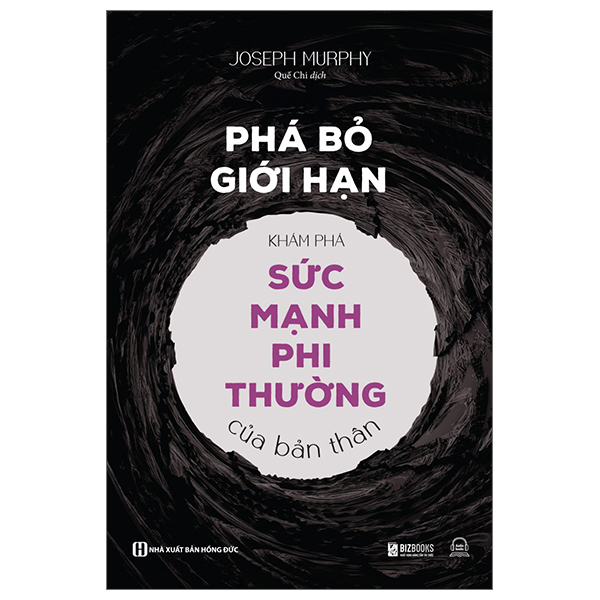 JOSEPH MURPHY
Quế Chi dịch
PHÁ BỎ
GIỚI HẠN
KHÁM PHÁ
SỨC
MẠNH
PHI
THƯỜNG
của bản thân
NHÀ XUẤT BẢN HỒNG ĐỨC
BIZBOOKS